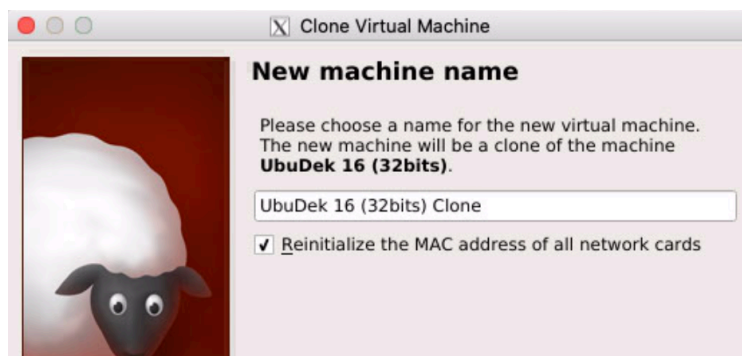 Clone Virtual Machine
New machine name
Please choose a name for the new virtual machine.
The new machine will be a clone of the machine
UbuDek 16 (32bits).
UbuDek 16 (32bits) Clone
Reinitialize the MAC address of all network cards